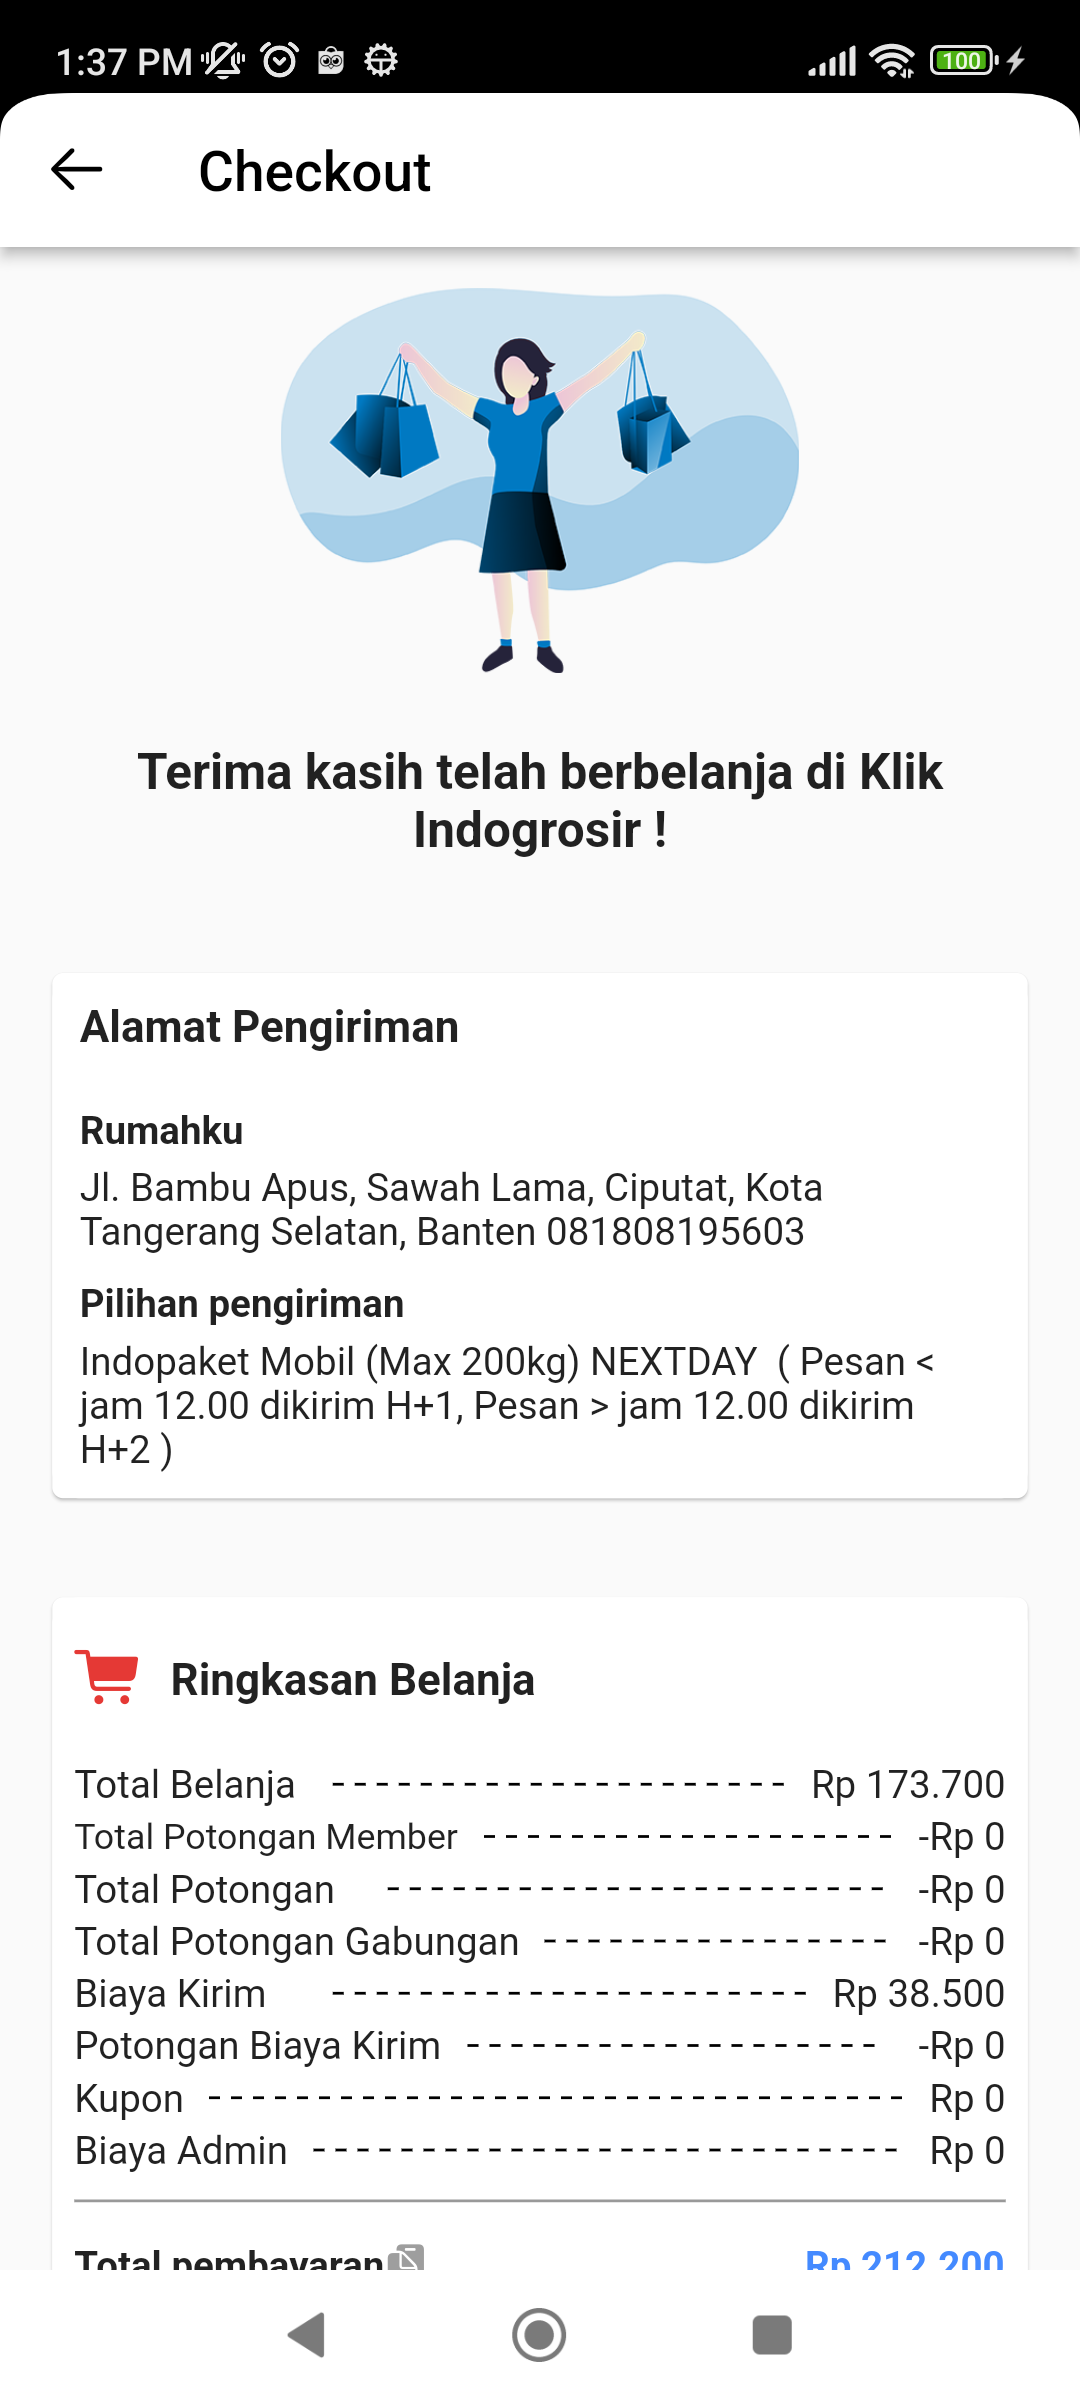 1:37 PM
100
Checkout
Terima kasih telah berbelanja di Klik
Indogrosir !
Alamat Pengiriman
Rumahku
Jl. Bambu Apus, Sawah Lama, Ciputat, Kota
Tangerang Selatan, Banten 081808195603
Pilihan pengiriman
Indopaket Mobil (Max 200kg) NEXTDAY  ( Pesan <
jam 12.00 dikirim H+1, Pesan > jam 12.00 dikirim
H+2 )
Ringkasan Belanja
Total Belanja --------------------- Rp 173.700
Total Potongan Member ------------------- -Rp 0
Total Potongan ----------------------- -Rp 0
Total Potongan Gabungan ---------------- -Rp 0
Biaya Kirim ---------------------- Rp 38.500
Potongan Biaya Kirim ------------------- -Rp 0
Kupon -------------------------------- Rp 0
Biaya Admin --------------------------- Rp 0
Total pembayaran Rp 212.200